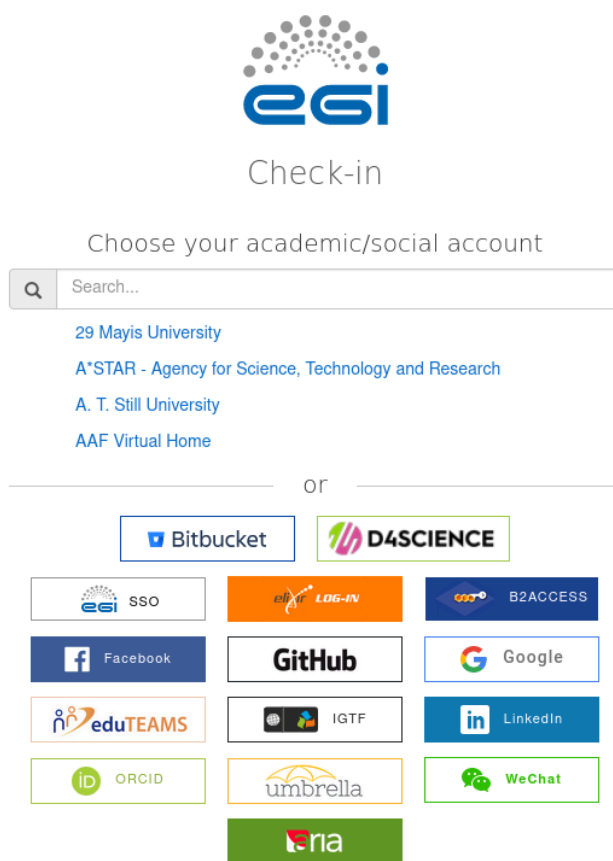 egi
Check-in
Choose your academic/social account
Search...
29 Mayis University
A*STAR - Agency for Science, Technology and Research
A. T. Still University
AAF Virtual Home
or
Bitbucket D4SCIENCE
egi SSO elixir LOG-IN B2ACCESS
Facebook GitHub Google
eduTEAMS IGTF in LinkedIn
iD ORCID umbrella WeChat
aria